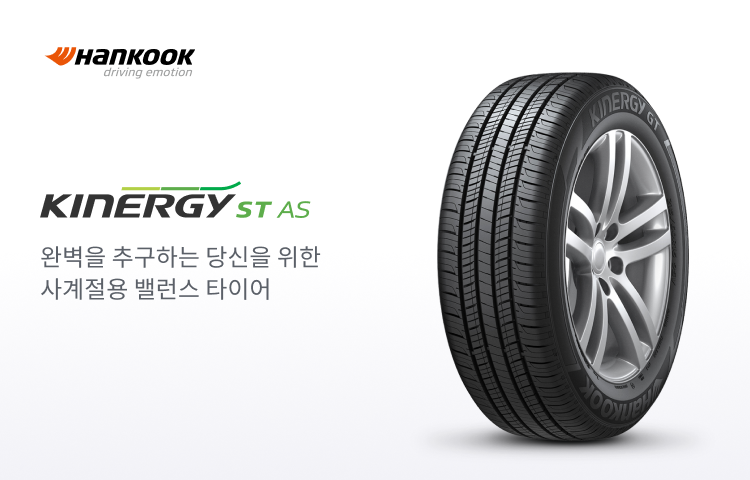 HANKOOK
driving emotion
KINERGY ST AS
완벽을 추구하는 당신을 위한
사계절용 밸런스 타이어
KINERGY GT
HANKOOK